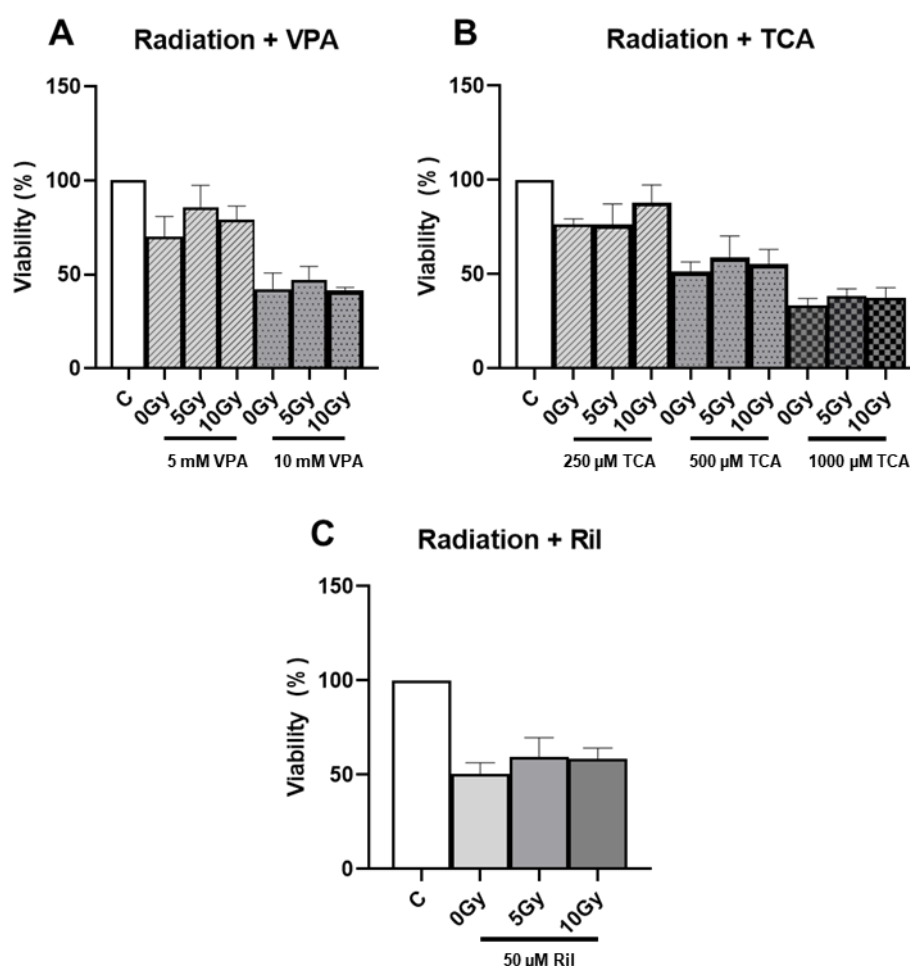 A
Radiation + VPA
Viability (%)
150
100
50
0
C
0Gy
5Gy
10Gy
0Gy
5Gy
10Gy
5 mM VPA
10 mM VPA
B
Radiation + TCA
Viability (%)
150
100
50
0
C
0Gy
5Gy
10Gy
0Gy
5Gy
10Gy
0Gy
5Gy
10Gy
250 µM TCA
500 µM TCA
1000 µM TCA
C
Radiation + Ril
Viability (%)
150
100
50
0
C
0Gy
5Gy
10Gy
50 µM Ril